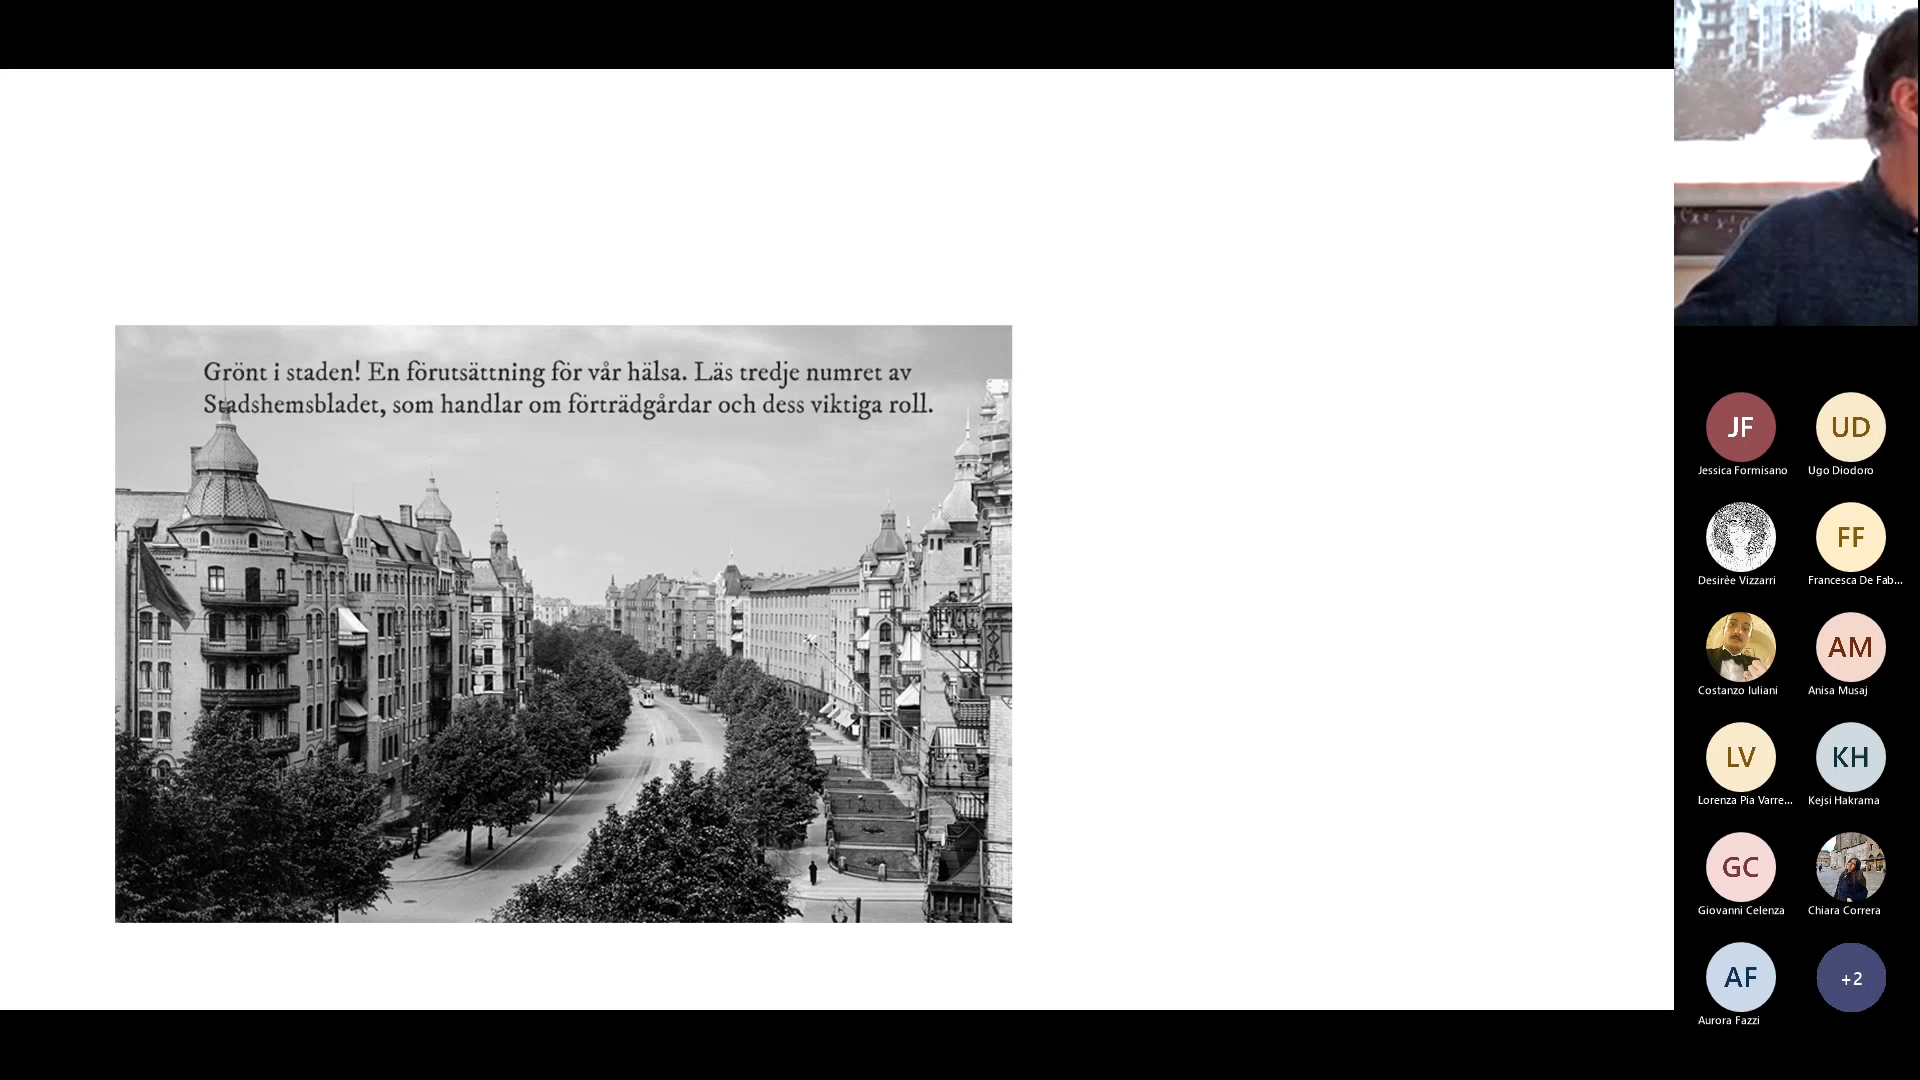 Grönt i staden! En förutsättning för vår hälsa. Läs tredje numret av
Stadshemsbladet, som handlar om förträdgårdar och dess viktiga roll.
JF
Jessica Formisano
UD
Ugo Diodoro
Desirèe Vizzarri
FF
Francesca De Fab...
Costanzo Iuliani
AM
Anisa Musaj
LV
Lorenza Pia Varre...
KH
Kejsi Hakrama
GC
Giovanni Celenza
Chiara Correra
AF
Aurora Fazzi
+2